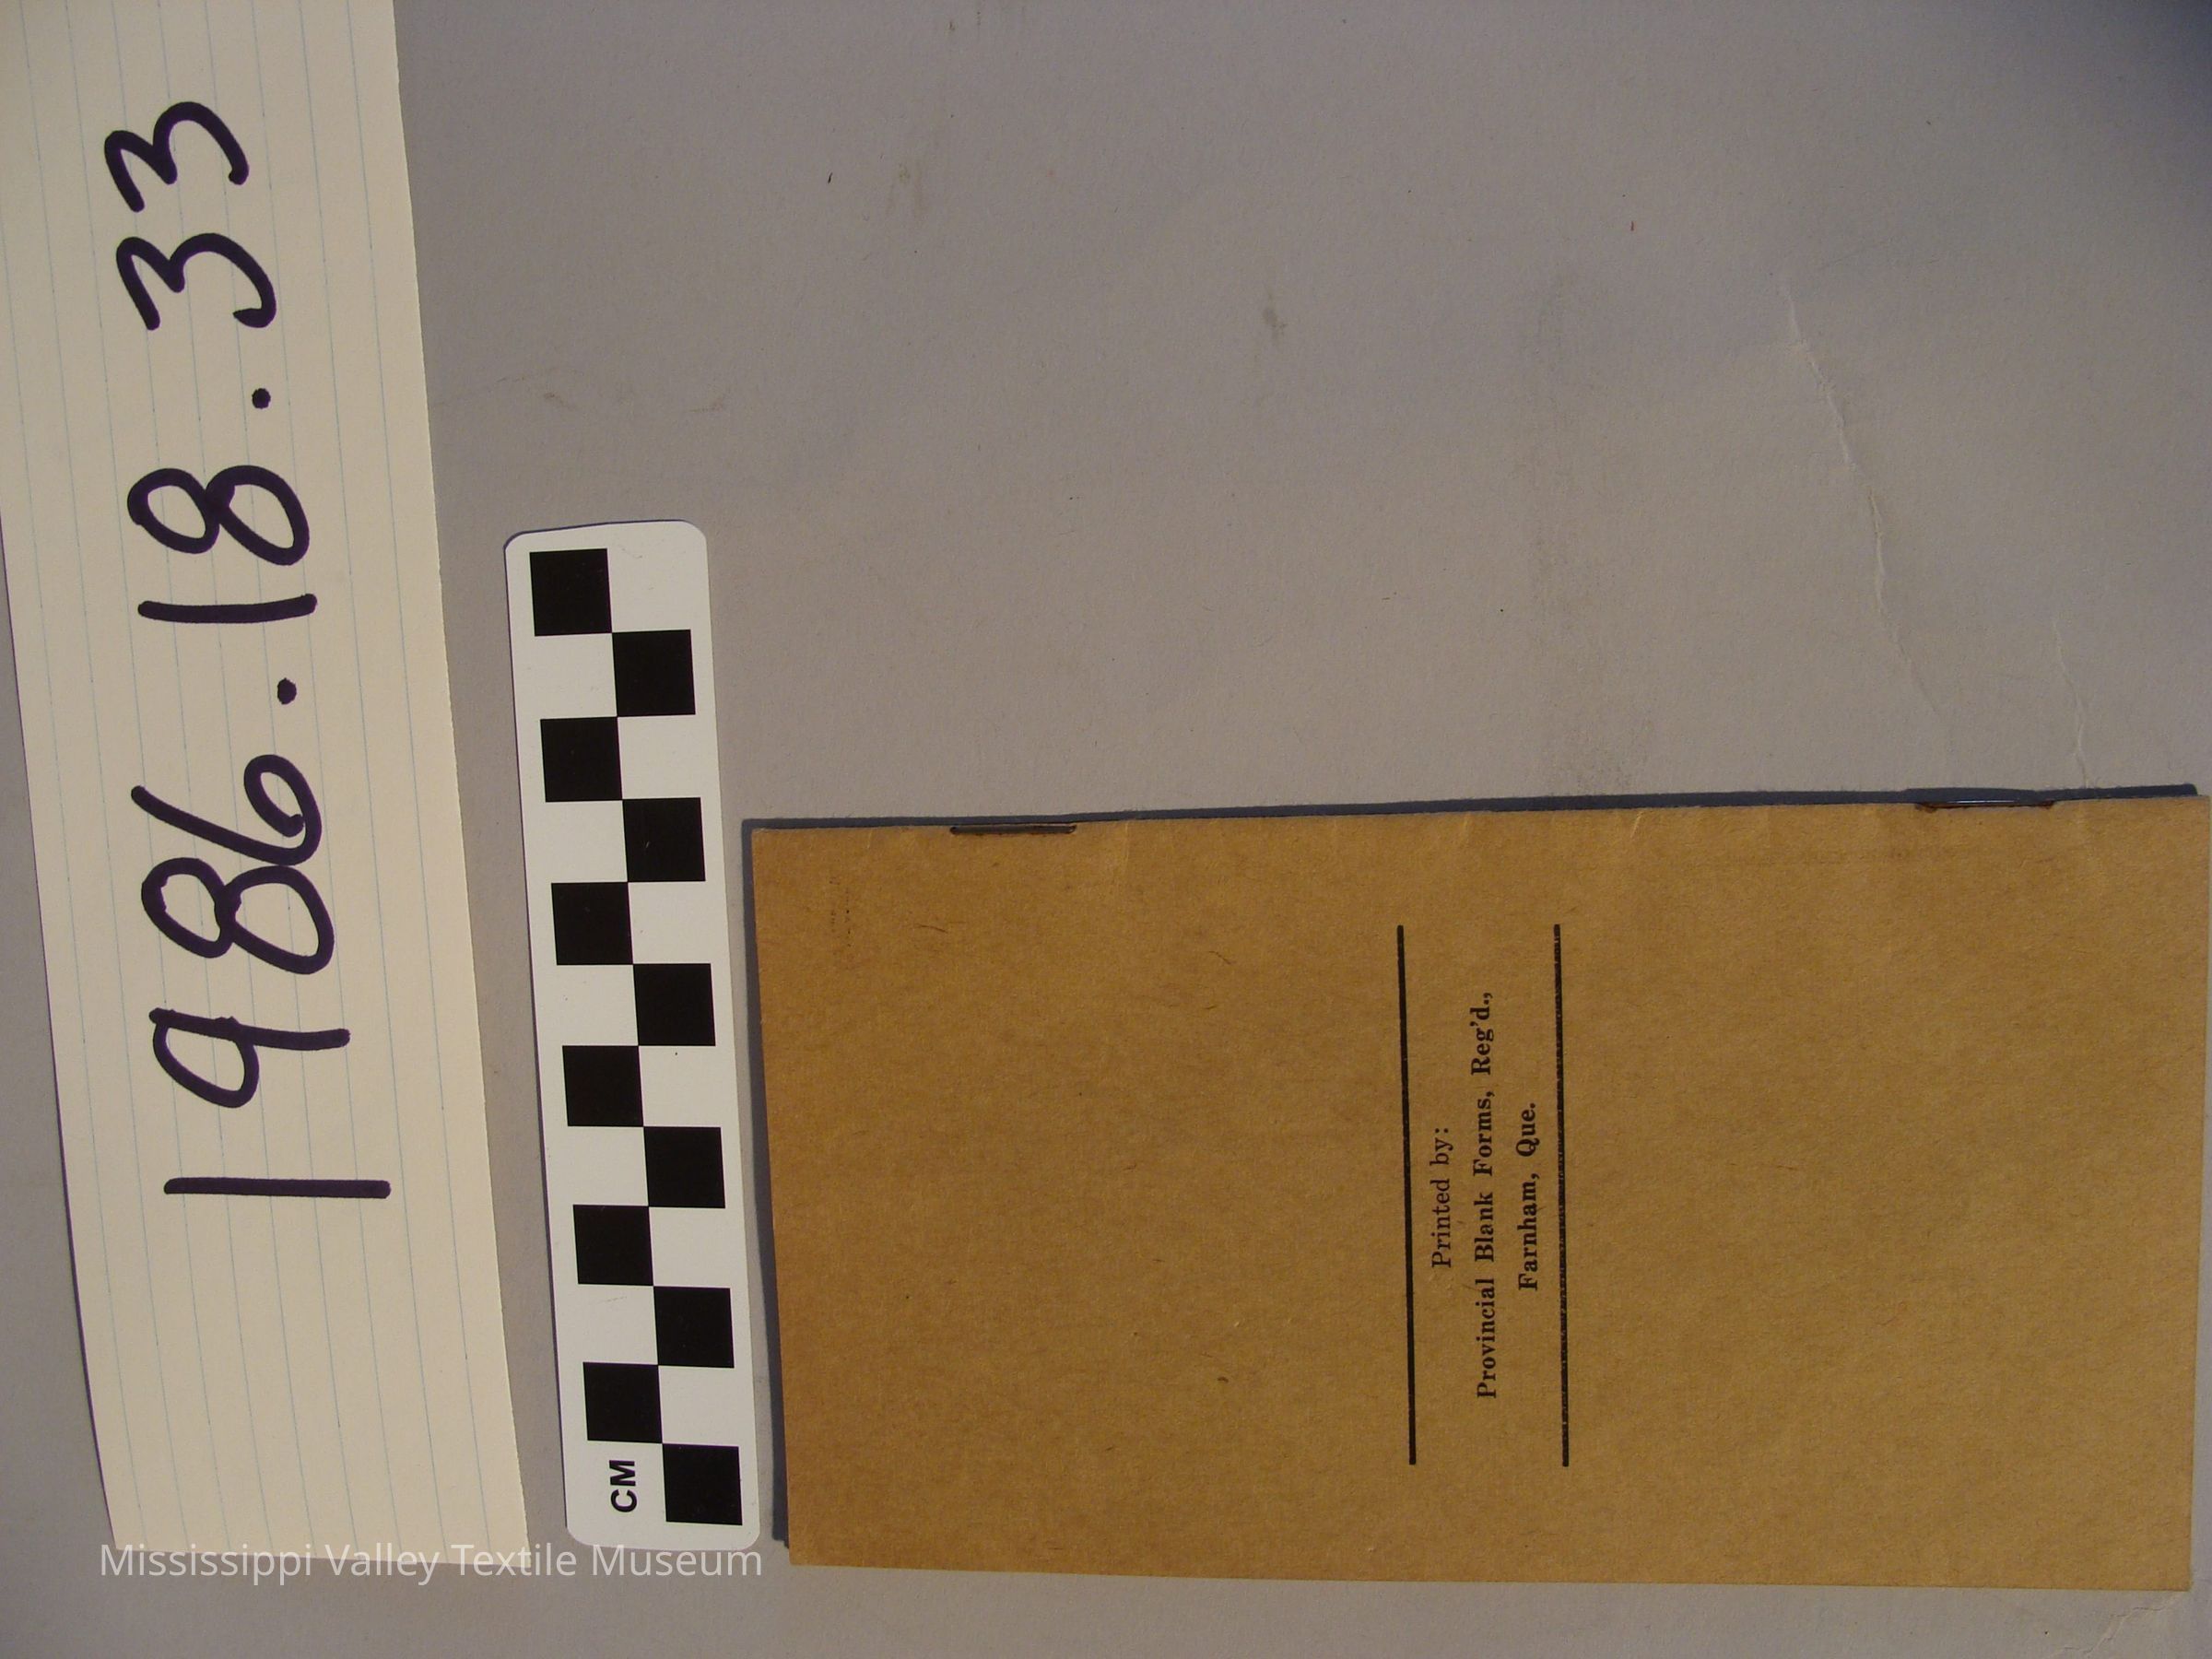 1986.18.33
CM
Printed by:
Provincial Blank Forms, Reg'd.,
Farnham, Que.
Mississippi Valley Textile Museum